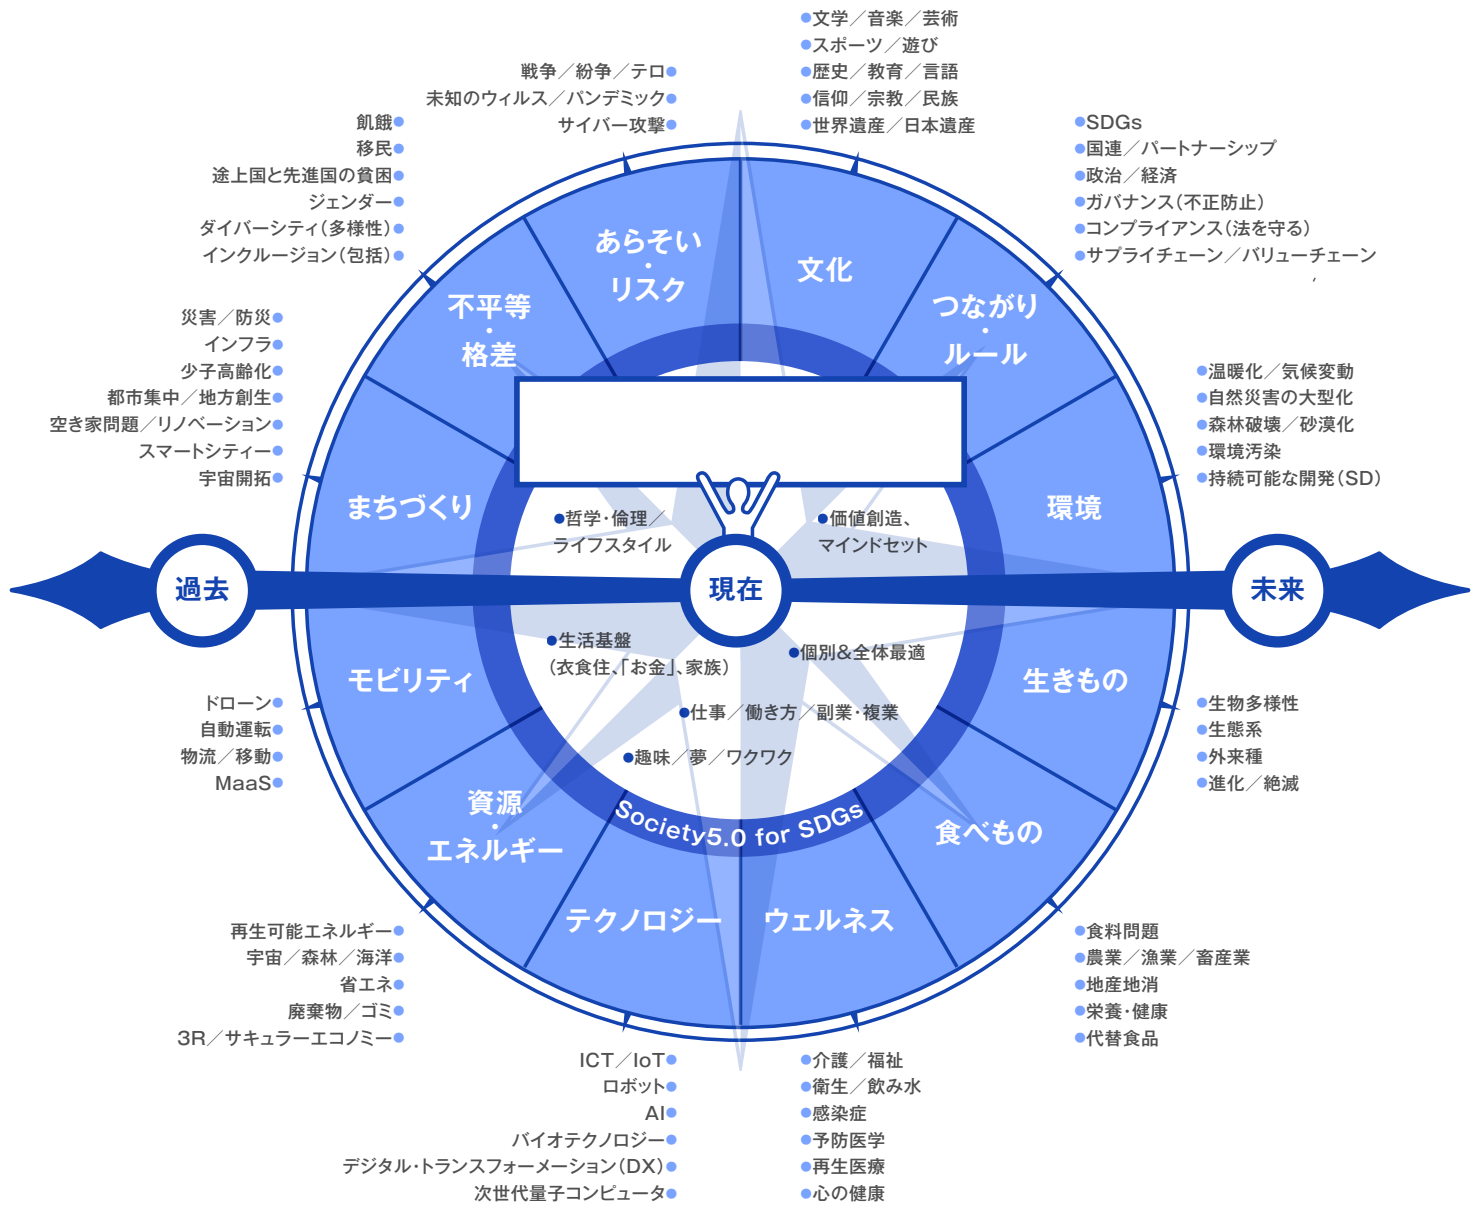 ●文学／音楽／芸術
●スポーツ／遊び
●歴史／教育／言語
●信仰／宗教／民族
●世界遺産／日本遺産
戦争／紛争／テロ●
未知のウィルス／パンデミック●
サイバー攻撃●
飢餓●
移民●
途上国と先進国の貧困●
ジェンダー●
ダイバーシティ（多様性）●
インクルージョン（包括）●
●SDGs
●国連／パートナーシップ
●政治／経済
●ガバナンス（不正防止）
●コンプライアンス（法を守る）
●サプライチェーン／バリューチェーン
災害／防災●
インフラ●
少子高齢化●
都市集中／地方創生●
空き家問題／リノベーション●
スマートシティー●
宇宙開拓●
●温暖化／気候変動
●自然災害の大型化
●森林破壊／砂漠化
●環境汚染
●持続可能な開発（SD）
あらそい
・
リスク
文化
不平等
・
格差
つながり
・
ルール
まちづくり
環境
●哲学・倫理／
ライフスタイル
●価値創造、
マインドセット
過去
現在
未来
●生活基盤
（衣食住、「お金」、家族）
●個別&全体最適
●仕事／働き方／副業・複業
●趣味／夢／ワクワク
モビリティ
生きもの
資源
・
エネルギー
食べもの
Society5.0 for SDGs
テクノロジー
ウェルネス
ドローン●
自動運転●
物流／移動●
MaaS●
●生物多様性
●生態系
●外来種
●進化／絶滅
再生可能エネルギー●
宇宙／森林／海洋●
省エネ●
廃棄物／ゴミ●
3R／サキュラーエコノミー●
●食料問題
●農業／漁業／畜産業
●地産地消
●栄養・健康
●代替食品
ICT／IoT●
ロボット●
AI●
バイオテクノロジー●
デジタル・トランスフォーメーション（DX）●
次世代量子コンピュータ●
●介護／福祉
●衛生／飲み水
●感染症
●予防医学
●再生医療
●心の健康